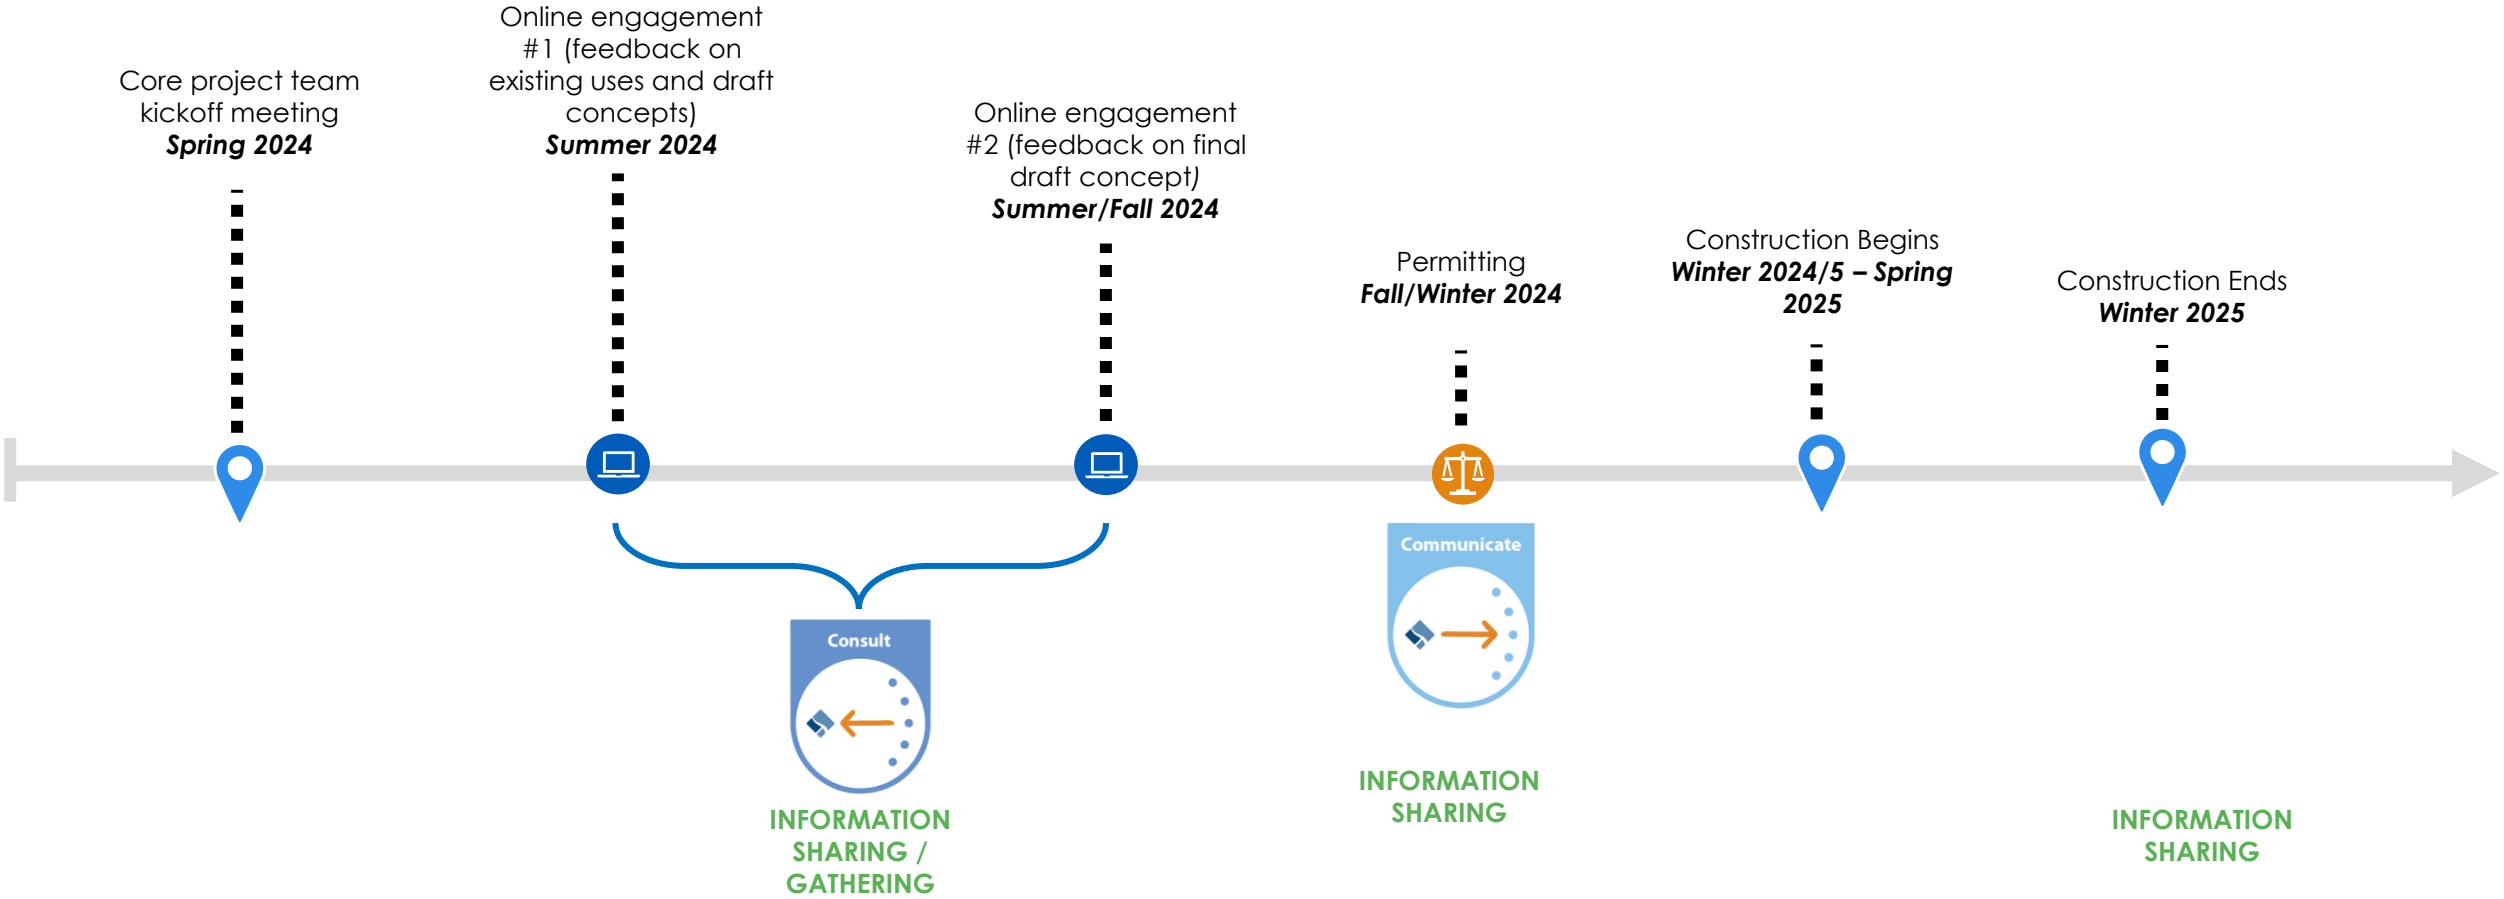 Core project team
kickoff meeting
Spring 2024
Online engagement
#1 (feedback on
existing uses and draft
concepts)
Summer 2024
Online engagement
#2 (feedback on final
draft concept)
Summer/Fall 2024
Permitting
Fall/Winter 2024
Construction Begins
Winter 2024/5 – Spring
2025
Construction Ends
Winter 2025
Consult
INFORMATION
SHARING /
GATHERING
Communicate
INFORMATION
SHARING
INFORMATION
SHARING